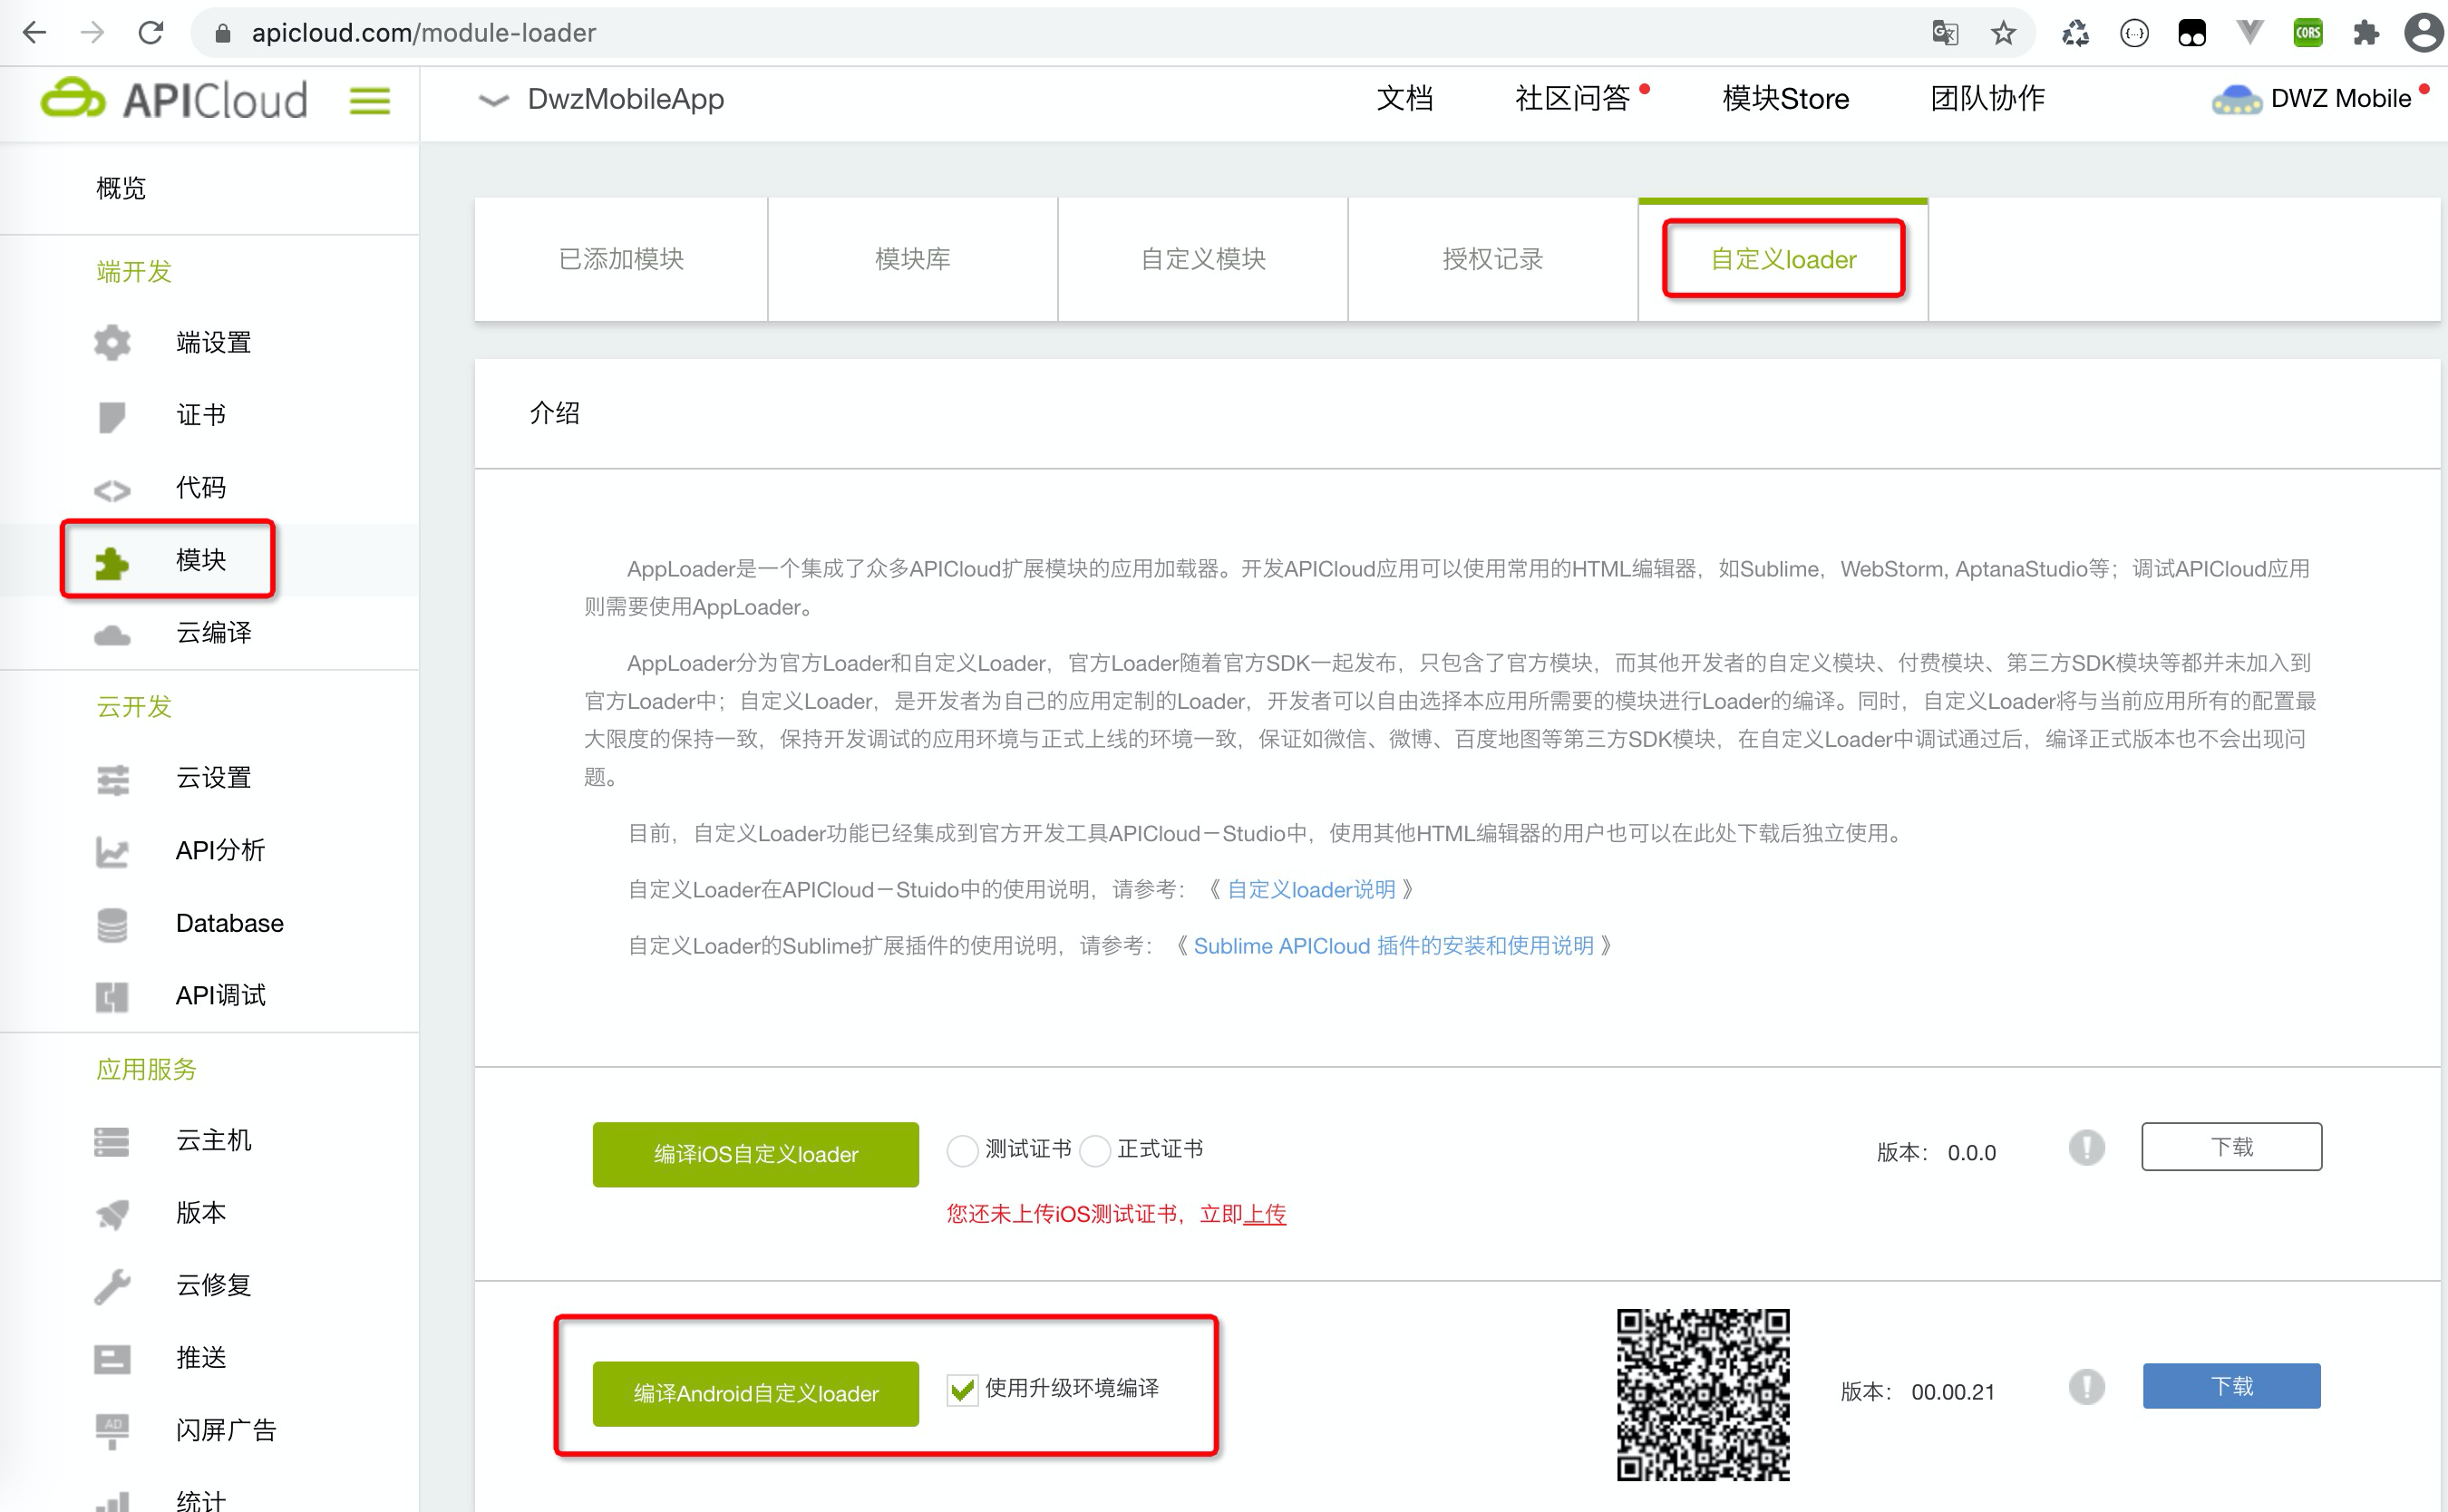 apicloud.com/module-loader
CORS
APICloud
DwzMobileApp
文档
社区问答
模块Store
团队协作
DWZ Mobile
概览
端开发
端设置
证书
代码
模块
云编译
云开发
云设置
API分析
Database
API调试
应用服务
云主机
版本
云修复
推送
AD
闪屏广告
统计
已添加模块
模块库
自定义模块
授权记录
自定义loader
介绍
AppLoader是一个集成了众多APICloud扩展模块的应用加载器。开发APICloud应用可以使用常用的HTML编辑器，如Sublime，WebStorm, AptanaStudio等；调试APICloud应用
则需要使用AppLoader。
AppLoader分为官方Loader和自定义Loader，官方Loader随着官方SDK一起发布，只包含了官方模块，而其他开发者的自定义模块、付费模块、第三方SDK模块等都并未加入到
官方Loader中；自定义Loader，是开发者为自己的应用定制的Loader，开发者可以自由选择本应用所需要的模块进行Loader的编译。同时，自定义Loader将与当前应用所有的配置最
大限度的保持一致，保持开发调试的应用环境与正式上线的环境一致，保证如微信、微博、百度地图等第三方SDK模块，在自定义Loader中调试通过后，编译正式版本也不会出现问
题。
目前，自定义Loader功能已经集成到官方开发工具APICloud－Studio中，使用其他HTML编辑器的用户也可以在此处下载后独立使用。
自定义Loader在APICloud－Stuido中的使用说明，请参考：《 自定义loader说明 》
自定义Loader的Sublime扩展插件的使用说明，请参考：《 Sublime APICloud 插件的安装和使用说明 》
编译iOS自定义loader
测试证书
正式证书
版本： 0.0.0
下载
您还未上传iOS测试证书，立即上传
编译Android自定义loader
使用升级环境编译
版本： 00.00.21
下载